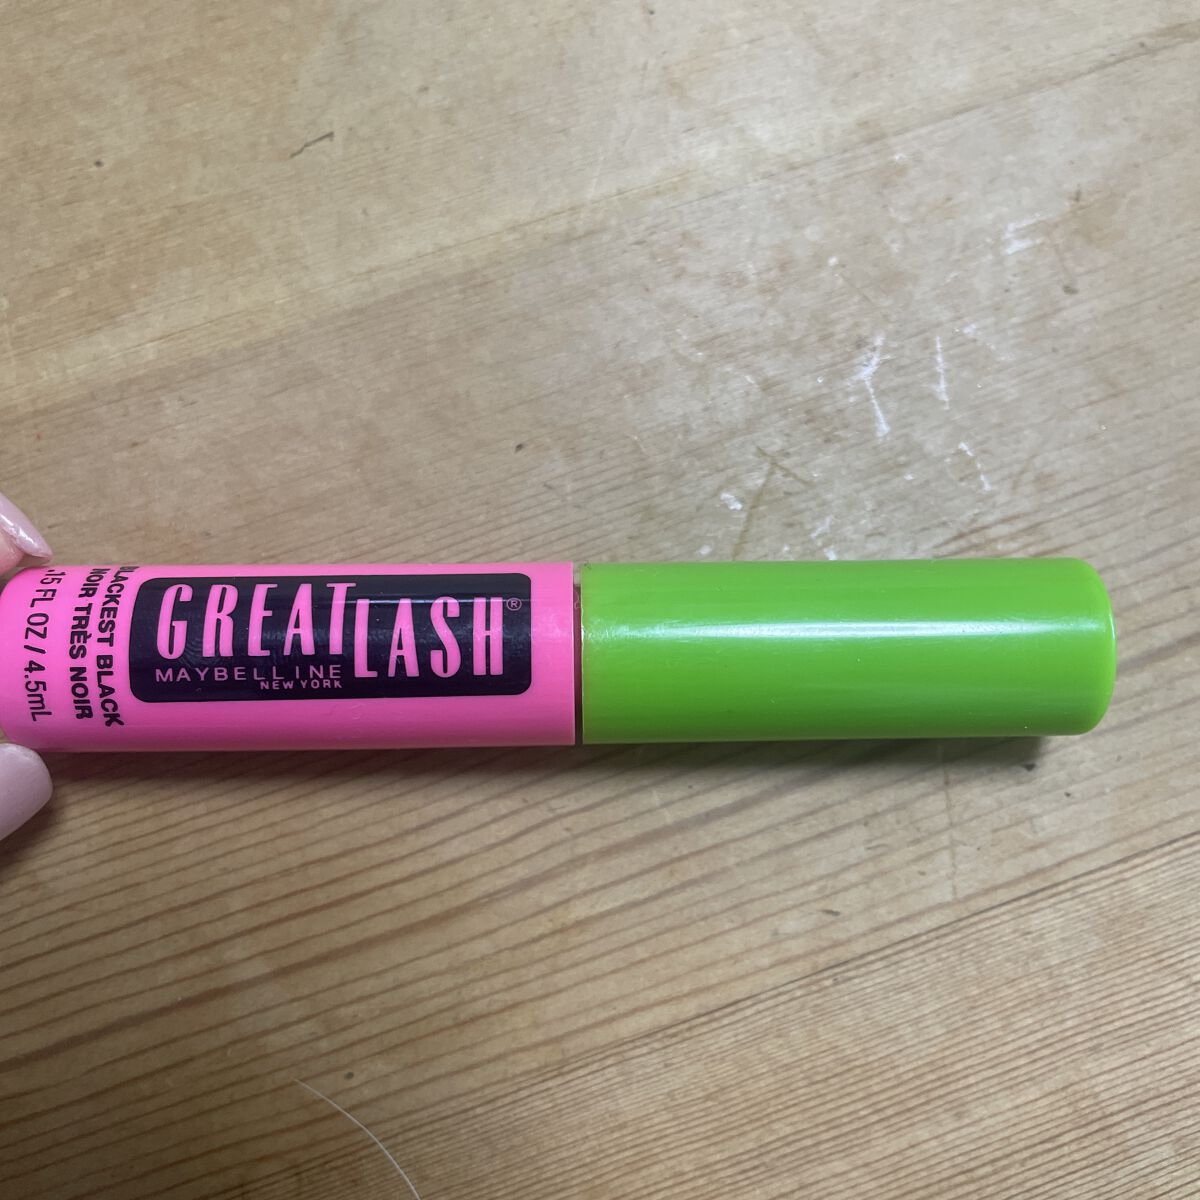 GREAT LASH®
MAYBELLINE
NEW YORK
BLACKEST BLACK
NOIR TRÈS NOIR
.15 FL OZ / 4.5mL